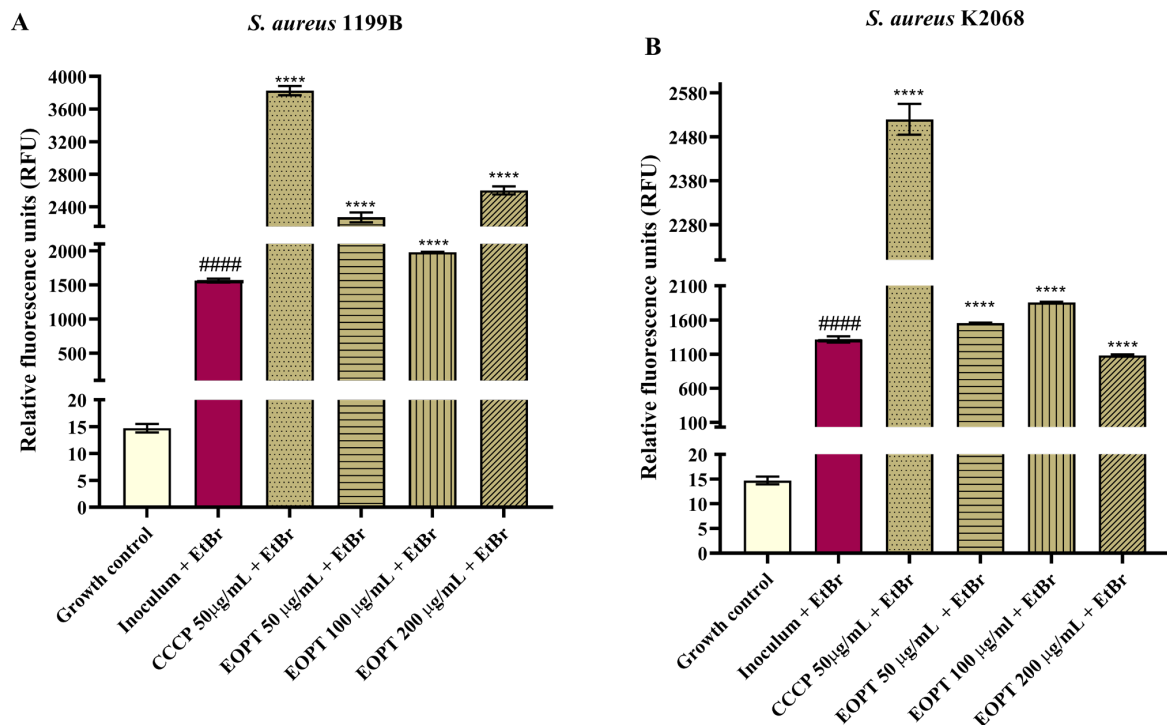 A
S. aureus 1199B
Relative fluorescence units (RFU)
4000
3600
3200
2800
2400
2000
1500
1000
500
20
15
10
5
0
####
****
****
****
****
Growth control
Inoculum + EtBr
CCCP 50µg/mL + EtBr
EOPT 50 µg/mL + EtBr
EOPT 100 µg/mL + EtBr
EOPT 200 µg/mL + EtBr
B
S. aureus K2068
Relative fluorescence units (RFU)
2580
2480
2380
2280
2100
1600
1100
600
100
20
15
10
5
0
####
****
****
****
****
Growth control
Inoculum + EtBr
CCCP 50µg/mL + EtBr
EOPT 50 µg/mL + EtBr
EOPT 100 µg/ml + EtBr
EOPT 200 µg/mL + EtBr